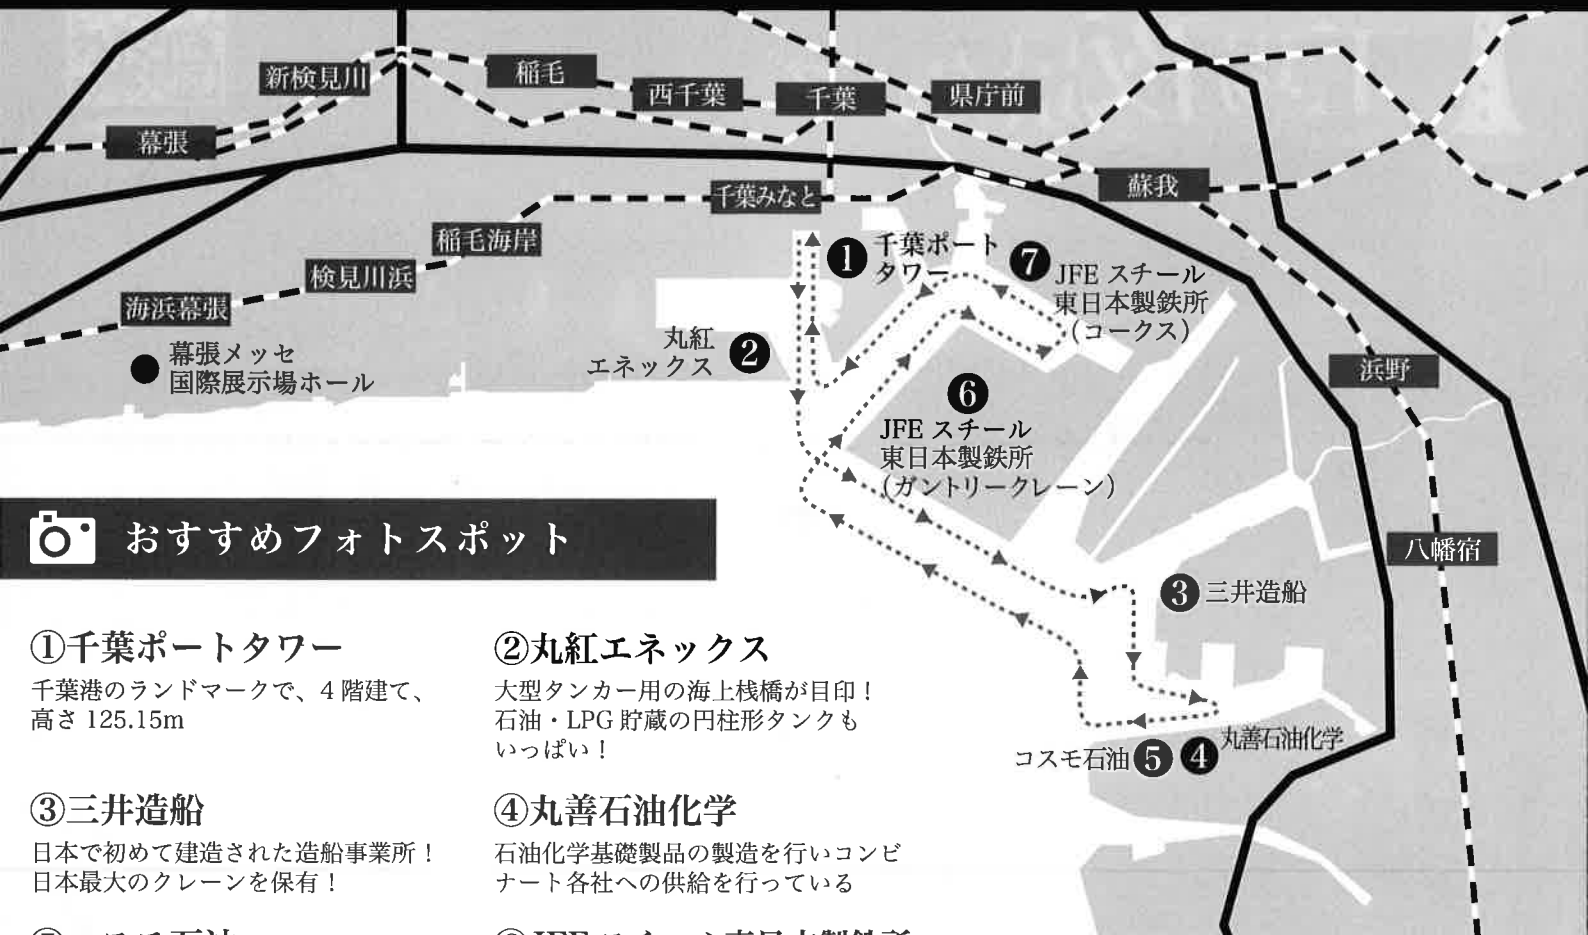 新検見川
稲毛
西千葉
千葉
県庁前
幕張
蘇我
千葉みなと
稲毛海岸
検見川浜
海浜幕張
幕張メッセ
国際展示場ホール
❶
千葉ポート
タワー
❼
JFE スチール
東日本製鉄所
（コークス）
丸紅
エネックス
❷
浜野
❻
JFE スチール
東日本製鉄所
（ガントリークレーン）
八幡宿
❸ 三井造船
コスモ石油 ❺
❹ 丸善石油化学
おすすめフォトスポット
①千葉ポートタワー
千葉港のランドマークで、4 階建て、
高さ 125.15m
②丸紅エネックス
大型タンカー用の海上桟橋が目印！
石油・LPG 貯蔵の円柱形タンクも
いっぱい！
③三井造船
日本で初めて建造された造船事業所！
日本最大のクレーンを保有！
④丸善石油化学
石油化学基礎製品の製造を行いコンビ
ナート各社への供給を行っている